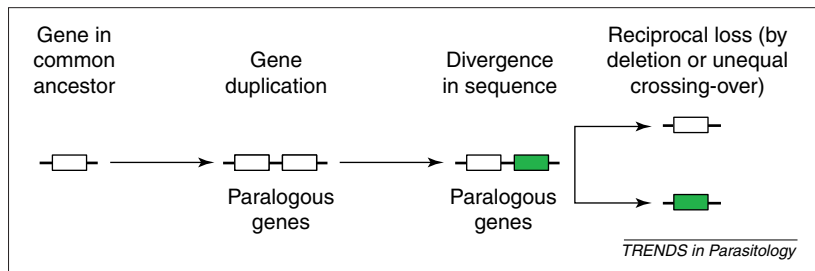 Gene in
common
ancestor
Gene
duplication
Divergence
in sequence
Reciprocal loss (by
deletion or unequal
crossing-over)
Paralogous
genes
Paralogous
genes
TRENDS in Parasitology